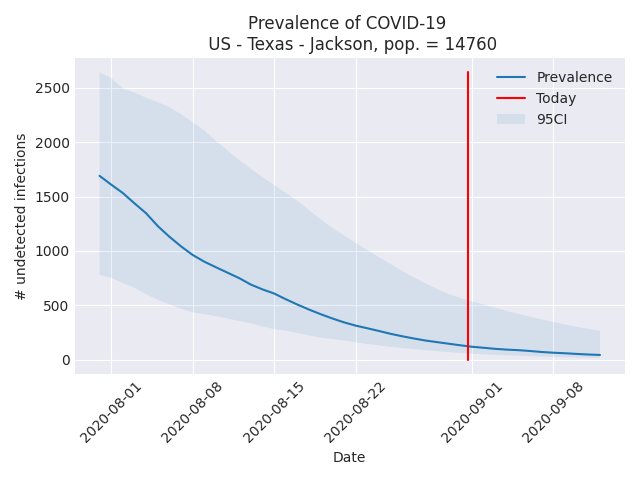 Prevalence of COVID-19
US - Texas - Jackson, pop. = 14760
Prevalence
Today
95CI
# undetected infections
2500
2000
1500
1000
500
0
2020-08-01
2020-08-08
2020-08-15
2020-08-22
2020-09-01
2020-09-08
Date